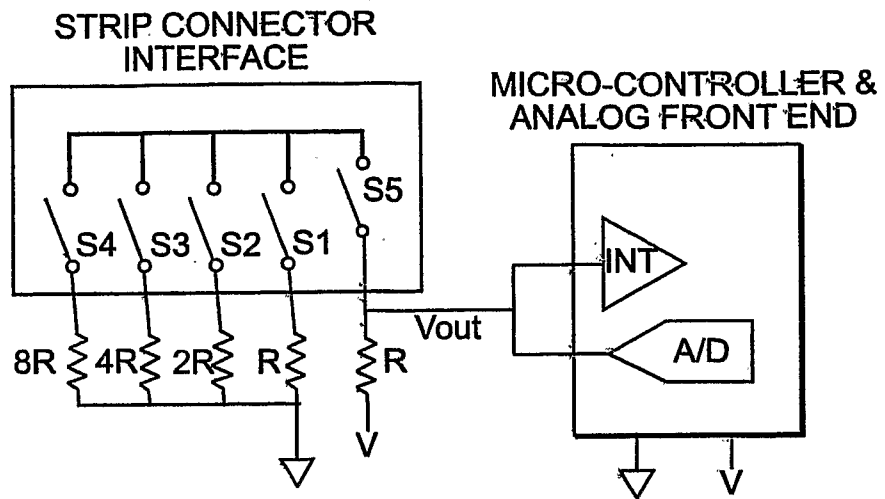 STRIP CONNECTOR
INTERFACE
MICRO-CONTROLLER &
ANALOG FRONT END
S5
S4 S3 S2 S1
INT
Vout
8R 4R 2R R R
A/D
V
V